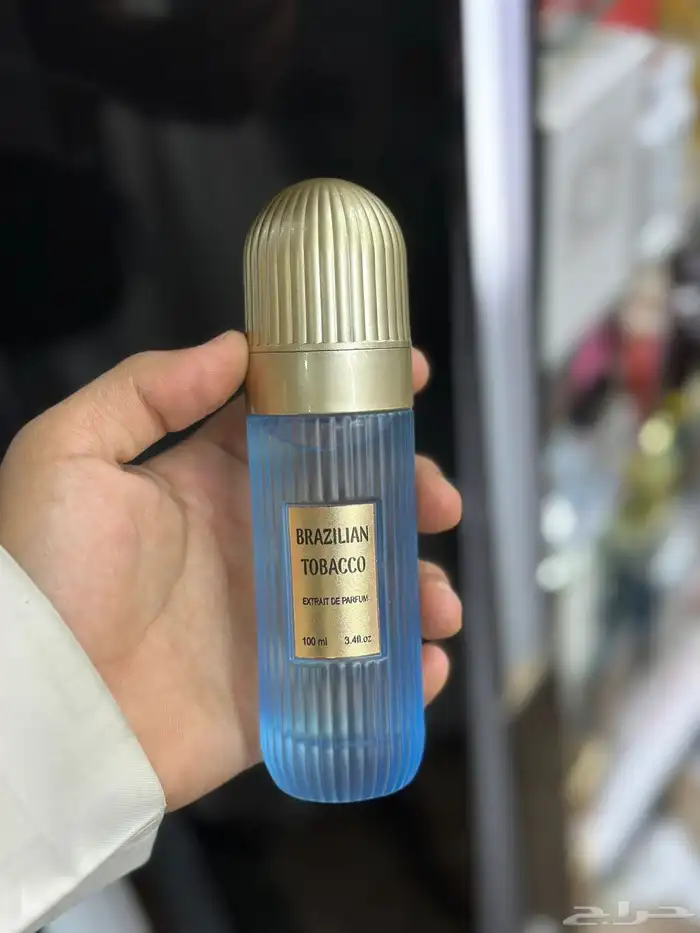 BRAZILIAN
TOBACCO
EXTRAIT DE PARFUM
100 ml 3.4fl.oz
حراج